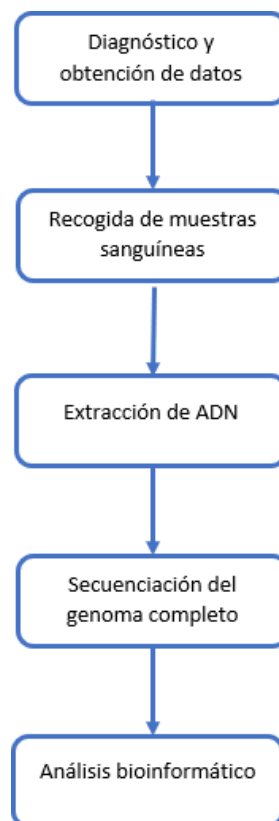 Diagnóstico y
obtención de datos
Recogida de muestras
sanguíneas
Extracción de ADN
Secuenciación del
genoma completo
Análisis bioinformático